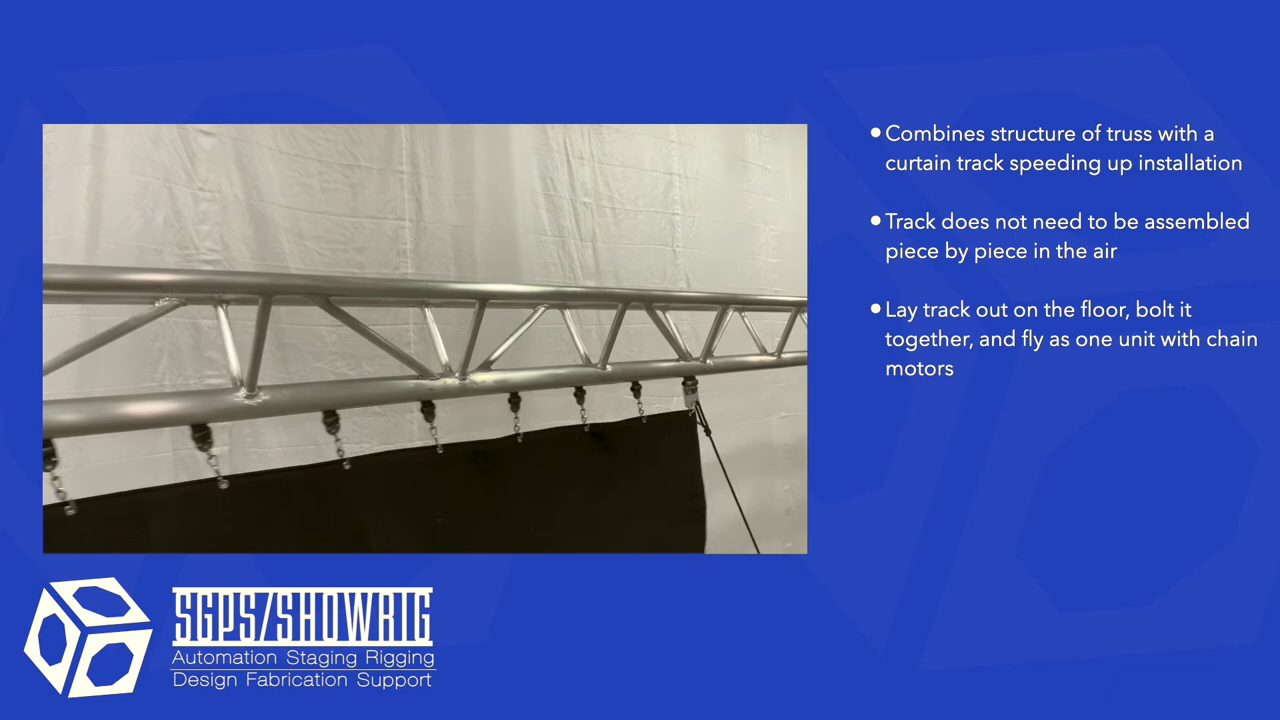 • Combines structure of truss with a
curtain track speeding up installation
• Track does not need to be assembled
piece by piece in the air
• Lay track out on the floor, bolt it
together, and fly as one unit with chain
motors
SGPS/SHOWRIG
Automation Staging Rigging
Design Fabrication Support